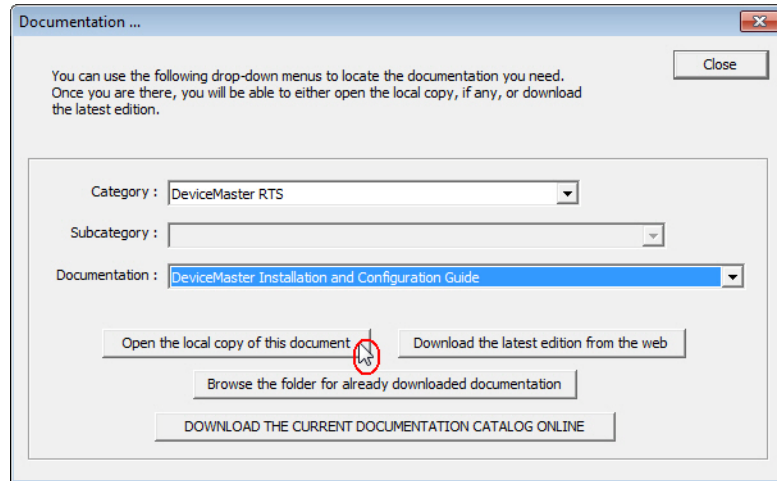 Documentation ...
Close
You can use the following drop-down menus to locate the documentation you need.
Once you are there, you will be able to either open the local copy, if any, or download
the latest edition.
Category : DeviceMaster RTS
Subcategory :
Documentation : DeviceMaster Installation and Configuration Guide
Open the local copy of this document Download the latest edition from the web
Browse the folder for already downloaded documentation
DOWNLOAD THE CURRENT DOCUMENTATION CATALOG ONLINE